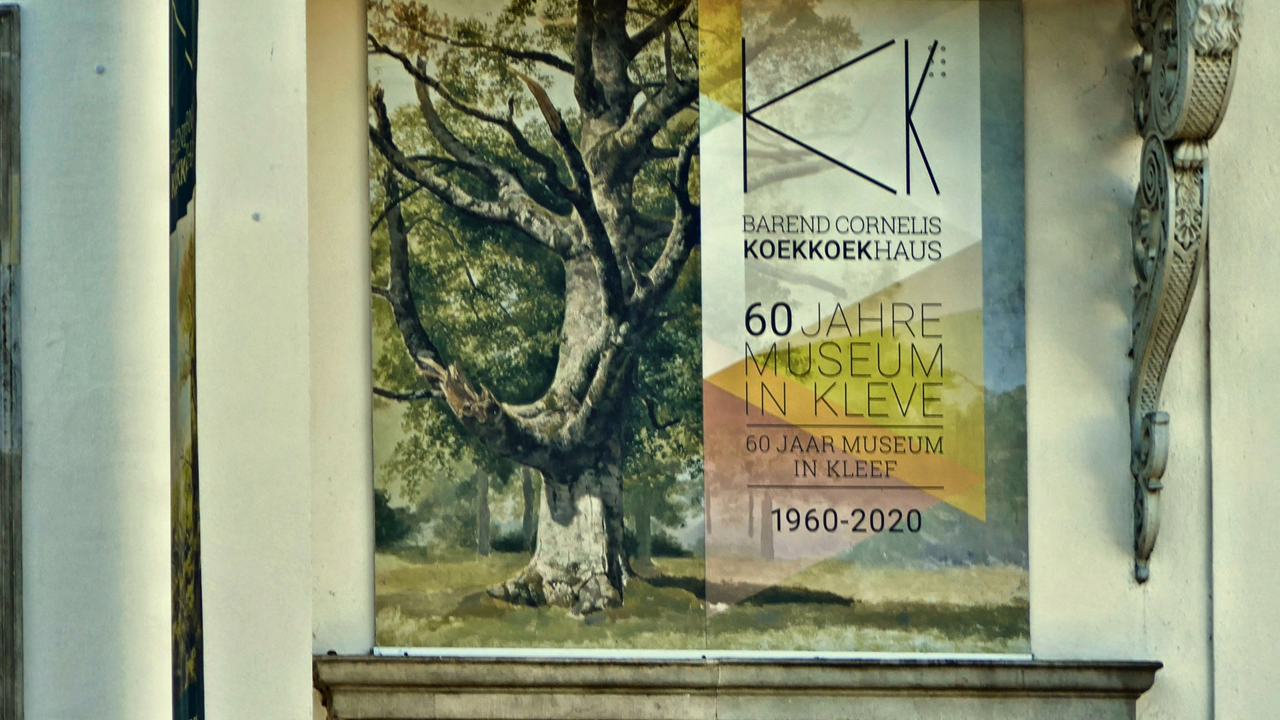 KK
BAREND CORNELIS
KOEKKOEKHAUS
60 JAHRE
MUSEUM
IN KLEVE
60 JAAR MUSEUM
IN KLEEF
1960-2020